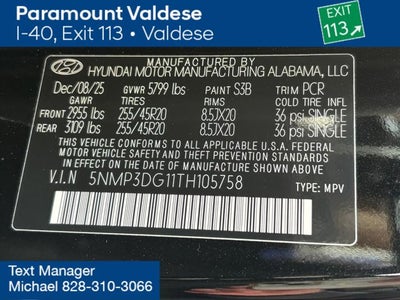 Paramount Valdese
I-40, Exit 113 • Valdese
EXIT
113
MANUFACTURED BY
HYUNDAI MOTOR MANUFACTURING ALABAMA, LLC
Dec/08/25 GVWR 5799 lbs PAINT S3B TRIM PCR
GAWR TIRES RIMS COLD TIRE INFL
FRONT 2955 lbs 255/45R20 8.5JX20 36 psi SINGLE
REAR 3109 lbs 255/45R20 8.5JX20 36 psi SINGLE
THIS VEHICLE CONFORMS TO ALL APPLICABLE U.S.A. FEDERAL
MOTOR VEHICLE SAFETY, BUMPER, AND THEFT PREVENTION
STANDARDS IN EFFECT ON THE DATE OF MANUFACTURE SHOWN ABOVE.
V.I.N 5NMP3DG11TH105758 TYPE: MPV
Text Manager
Michael 828-310-3066